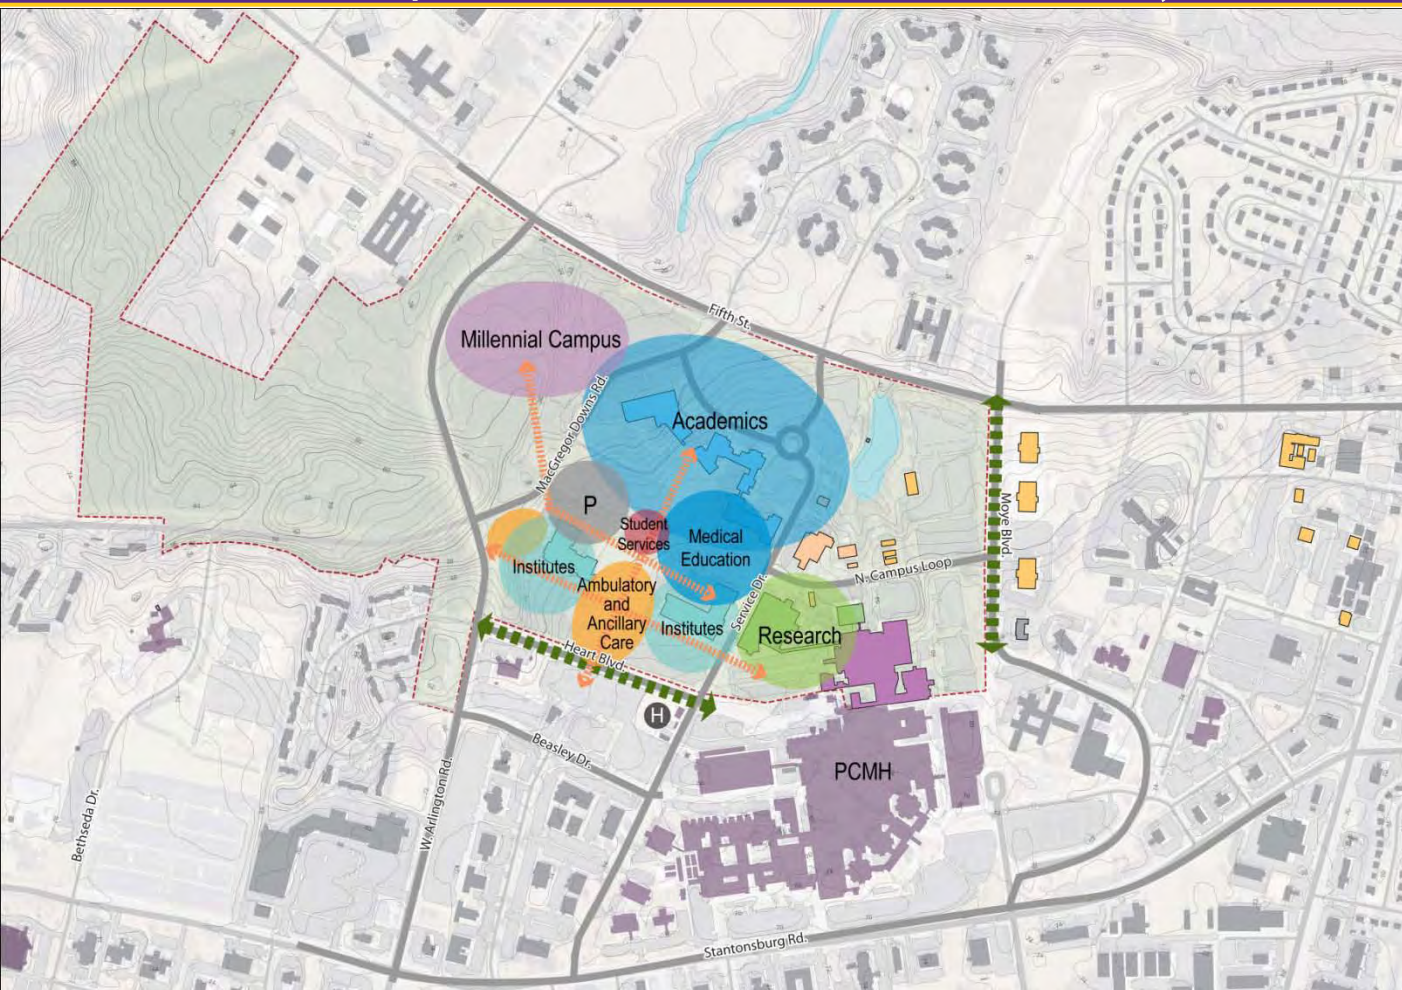 Fifth St.
Millennial Campus
MacGregor Downs Rd.
Academics
P
Student
Services
Medical
Education
Moye Blvd.
Institutes
N. Campus Loop
Ambulatory
and
Ancillary
Care
Institutes
Service Dr.
Research
Heart Blvd.
H
Beasley Dr.
PCMH
W. Arlington Rd.
Bethseda Dr.
Stantonsburg Rd.